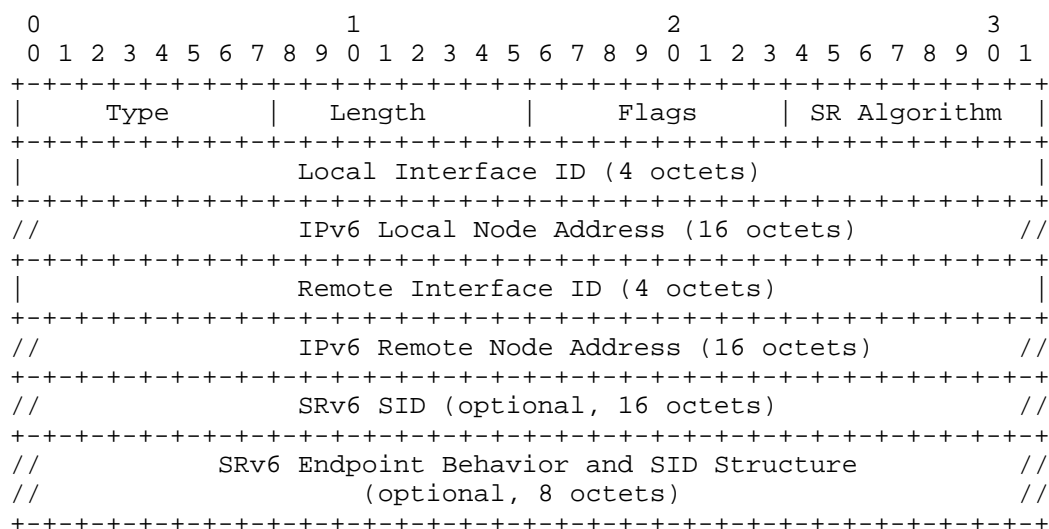 0                   1                   2                   3
 0 1 2 3 4 5 6 7 8 9 0 1 2 3 4 5 6 7 8 9 0 1 2 3 4 5 6 7 8 9 0 1
+-+-+-+-+-+-+-+-+-+-+-+-+-+-+-+-+-+-+-+-+-+-+-+-+-+-+-+-+-+-+-+-+
|     Type      |   Length      |     Flags     | SR Algorithm  |
+-+-+-+-+-+-+-+-+-+-+-+-+-+-+-+-+-+-+-+-+-+-+-+-+-+-+-+-+-+-+-+-+
|                 Local Interface ID (4 octets)                 |
+-+-+-+-+-+-+-+-+-+-+-+-+-+-+-+-+-+-+-+-+-+-+-+-+-+-+-+-+-+-+-+-+
//                IPv6 Local Node Address (16 octets)          //
+-+-+-+-+-+-+-+-+-+-+-+-+-+-+-+-+-+-+-+-+-+-+-+-+-+-+-+-+-+-+-+-+
|                 Remote Interface ID (4 octets)                |
+-+-+-+-+-+-+-+-+-+-+-+-+-+-+-+-+-+-+-+-+-+-+-+-+-+-+-+-+-+-+-+-+
//                IPv6 Remote Node Address (16 octets)         //
+-+-+-+-+-+-+-+-+-+-+-+-+-+-+-+-+-+-+-+-+-+-+-+-+-+-+-+-+-+-+-+-+
//                SRv6 SID (optional, 16 octets)               //
+-+-+-+-+-+-+-+-+-+-+-+-+-+-+-+-+-+-+-+-+-+-+-+-+-+-+-+-+-+-+-+-+
//           SRv6 Endpoint Behavior and SID Structure          //
//                    (optional, 8 octets)                     //
+-+-+-+-+-+-+-+-+-+-+-+-+-+-+-+-+-+-+-+-+-+-+-+-+-+-+-+-+-+-+-+-+